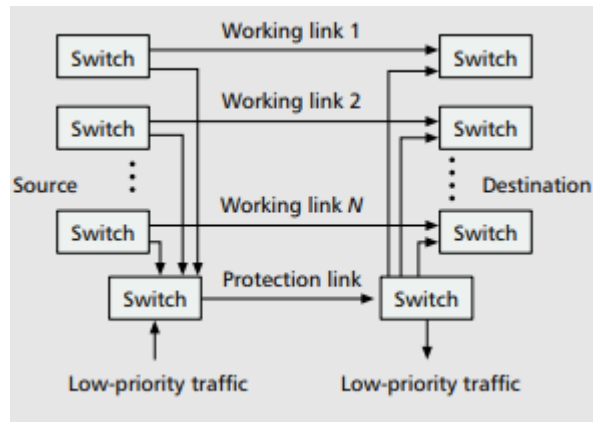 Working link 1
Switch
Switch
Working link 2
Switch
Switch
Source
Destination
Working link N
Switch
Switch
Protection link
Switch
Switch
Low-priority traffic
Low-priority traffic